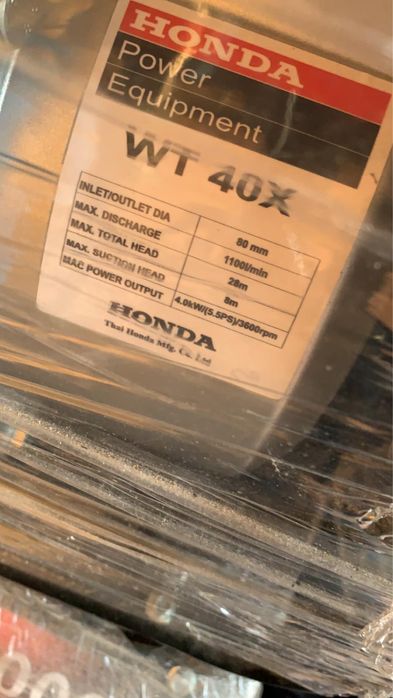 HONDA
Power
Equipment
WT 40X
INLET/OUTLET DIA 80 mm
MAX. DISCHARGE 1100l/min
MAX. TOTAL HEAD 28m
MAX. SUCTION HEAD 8m
MAC POWER OUTPUT 4.0kW/(5.5PS)/3600rpm
HONDA
Thai Honda Mfg. Co. Ltd